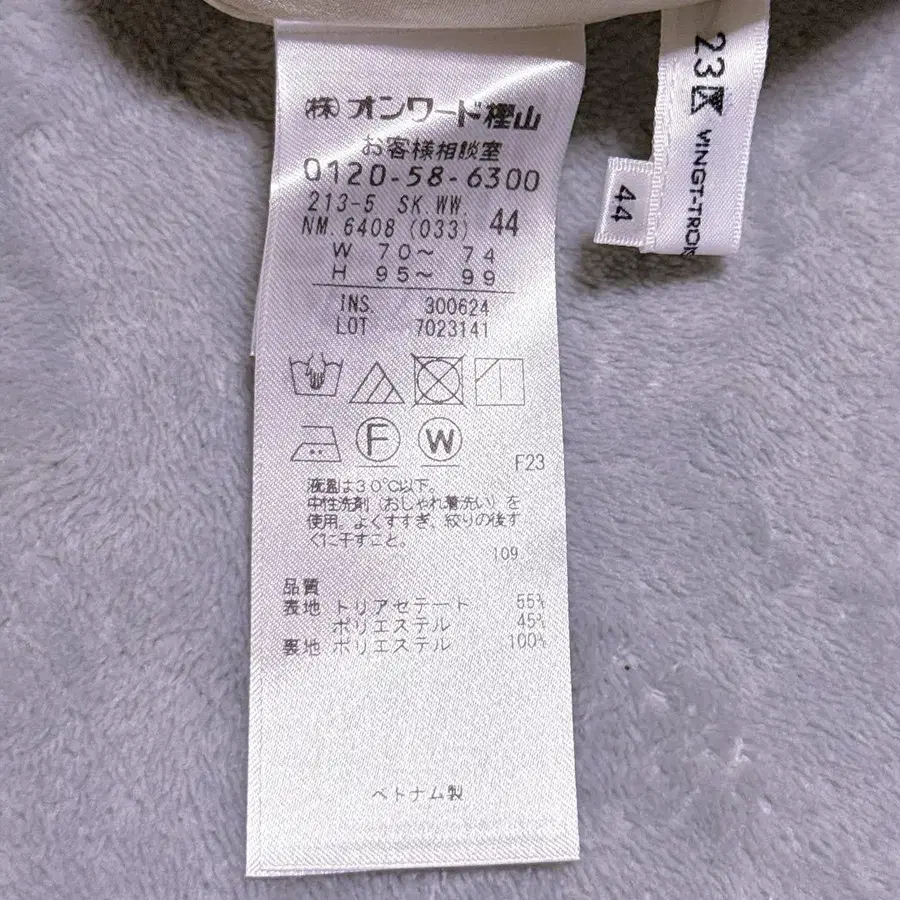 ㈱オンワード樫山
お客様相談室
0120-58-6300
213-5 SK WW.
NM 6408 (033) 44
W 70～ 74
H 95～ 99
INS 300624
LOT 7023141
F W
F23
液温は30℃以下。
中性洗剤（おしゃれ着洗い）を
使用。よくすすぎ、絞りの後す
ぐに干すこと。
109
品質
表地 トリアセテート 55%
ポリエステル 45%
裏地 ポリエステル 100%
ベトナム製
23K
VINGT-TROIS
44